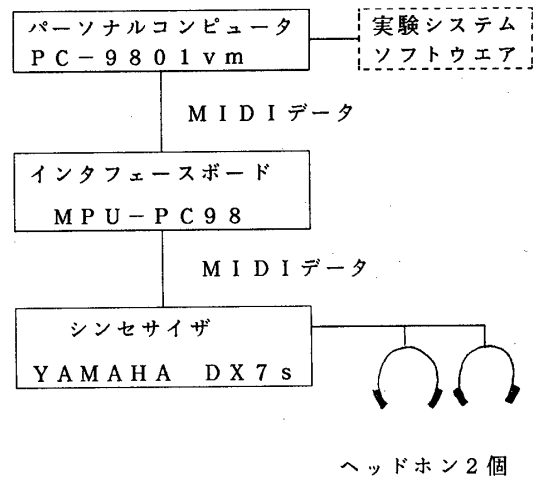 パーソナルコンピュータ
PC－9801vm
実験システム
ソフトウエア
MIDIデータ
インタフェースボード
MPU－PC98
MIDIデータ
シンセサイザ
YAMAHA　DX7s
ヘッドホン2個